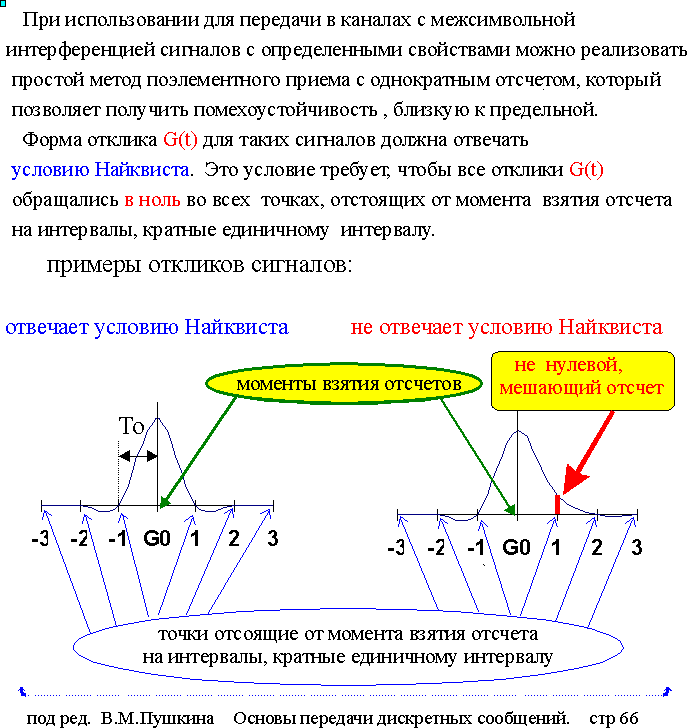 При использовании для передачи в каналах с межсимвольной
интерференцией сигналов с определенными свойствами можно реализовать
простой метод поэлементного приема с однократным отсчетом, который
позволяет получить помехоустойчивость , близкую к предельной.
Форма отклика G(t) для таких сигналов должна отвечать
условию Найквиста. Это условие требует, чтобы все отклики G(t)
обращались в ноль во всех точках, отстоящих от момента взятия отсчета
на интервалы, кратные единичному интервалу.
примеры откликов сигналов:
отвечает условию Найквиста
не отвечает условию Найквиста
моменты взятия отсчетов
не нулевой,
мешающий отсчет
То
-3 -2 -1 G0 1 2 3
-3 -2 -1 G0 1 2 3
точки отсоящие от момента взятия отсчета
на интервалы, кратные единичному интервалу
под ред. В.М.Пушкина Основы передачи дискретных сообщений. стр 66